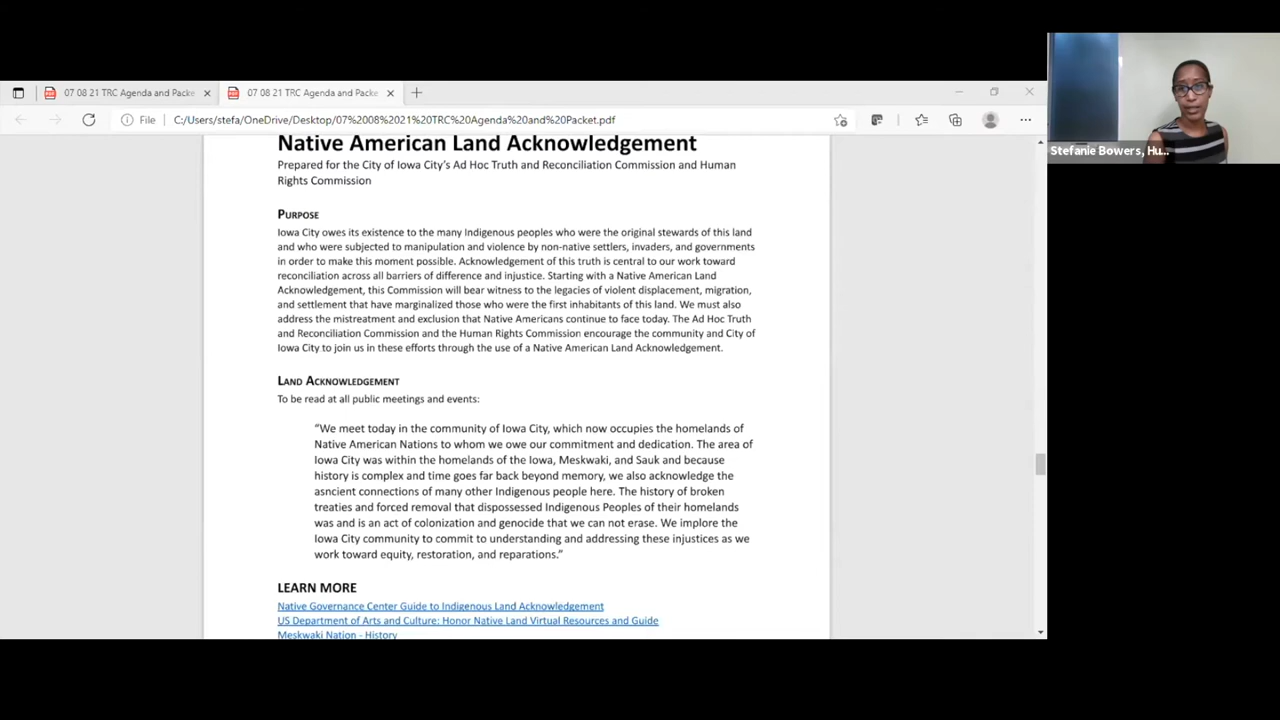 07 08 21 TRC Agenda and Packe
07 08 21 TRC Agenda and Packe
File
C:/Users/stefa/OneDrive/Desktop/07%2008%2021%20TRC%20Agenda%20and%20Packet.pdf
Stefanie Bowers, Hu...
Native American Land Acknowledgement
Prepared for the City of Iowa City's Ad Hoc Truth and Reconciliation Commission and Human
Rights Commission
PURPOSE
Iowa City owes its existence to the many Indigenous peoples who were the original stewards of this land
and who were subjected to manipulation and violence by non-native settlers, invaders, and governments
in order to make this moment possible. Acknowledgement of this truth is central to our work toward
reconciliation across all barriers of difference and injustice. Starting with a Native American Land
Acknowledgement, this Commission will bear witness to the legacies of violent displacement, migration,
and settlement that have marginalized those who were the first inhabitants of this land. We must also
address the mistreatment and exclusion that Native Americans continue to face today. The Ad Hoc Truth
and Reconciliation Commission and the Human Rights Commission encourage the community and City of
Iowa City to join us in these efforts through the use of a Native American Land Acknowledgement.
LAND ACKNOWLEDGEMENT
To be read at all public meetings and events:
"We meet today in the community of Iowa City, which now occupies the homelands of
Native American Nations to whom we owe our commitment and dedication. The area of
Iowa City was within the homelands of the Iowa, Meskwaki, and Sauk and because
history is complex and time goes far back beyond memory, we also acknowledge the
asncient connections of many other Indigenous people here. The history of broken
treaties and forced removal that dispossessed Indigenous Peoples of their homelands
was and is an act of colonization and genocide that we can not erase. We implore the
Iowa City community to commit to understanding and addressing these injustices as we
work toward equity, restoration, and reparations."
LEARN MORE
Native Governance Center Guide to Indigenous Land Acknowledgement
US Department of Arts and Culture: Honor Native Land Virtual Resources and Guide
Meskwaki Nation - History